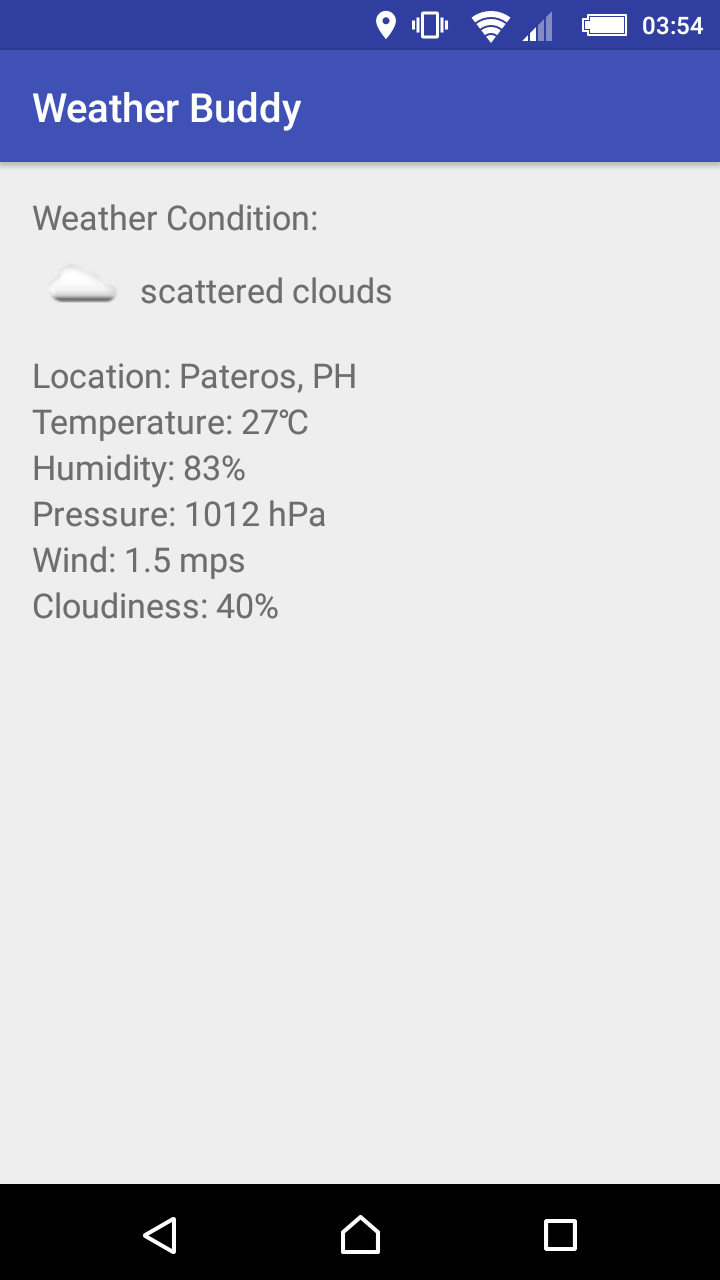 03:54
Weather Buddy
Weather Condition:
scattered clouds
Location: Pateros, PH
Temperature: 27℃
Humidity: 83%
Pressure: 1012 hPa
Wind: 1.5 mps
Cloudiness: 40%